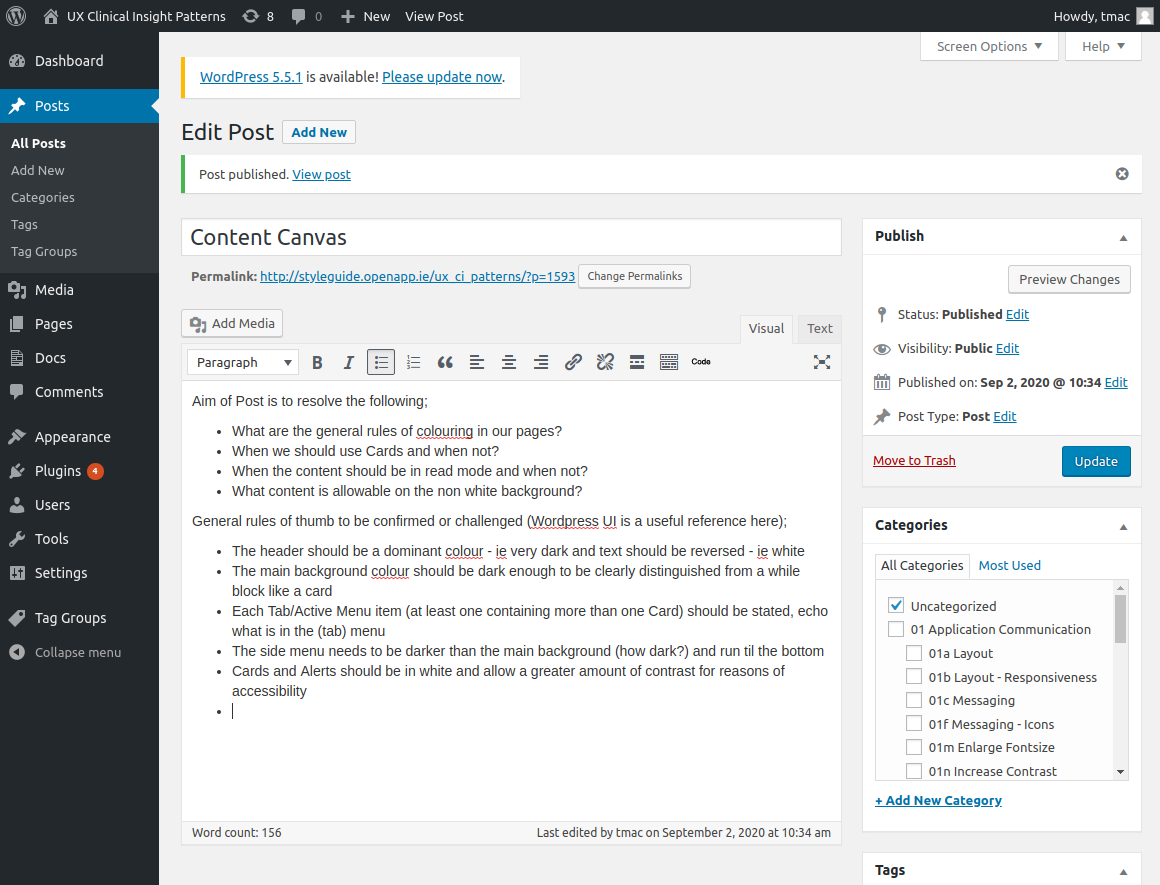 UX Clinical Insight Patterns 8 0 New View Post Howdy, tmac
Screen Options Help
Dashboard
Posts
All Posts
Add New
Categories
Tags
Tag Groups
Media
Pages
Docs
Comments
Appearance
Plugins 4
Users
Tools
Settings
Tag Groups
Collapse menu
WordPress 5.5.1 is available! Please update now.
Edit Post Add New
Post published. View post
Content Canvas
Permalink: http://styleguide.openapp.ie/ux_ci_patterns/?p=1593 Change Permalinks
Add Media
Visual Text
Paragraph B I Code
Aim of Post is to resolve the following;
What are the general rules of colouring in our pages?
When we should use Cards and when not?
When the content should be in read mode and when not?
What content is allowable on the non white background?
General rules of thumb to be confirmed or challenged (Wordpress UI is a useful reference here);
The header should be a dominant colour - ie very dark and text should be reversed - ie white
The main background colour should be dark enough to be clearly distinguished from a while
block like a card
Each Tab/Active Menu item (at least one containing more than one Card) should be stated, echo
what is in the (tab) menu
The side menu needs to be darker than the main background (how dark?) and run til the bottom
Cards and Alerts should be in white and allow a greater amount of contrast for reasons of
accessibility
Word count: 156 Last edited by tmac on September 2, 2020 at 10:34 am
Publish
Preview Changes
Status: Published Edit
Visibility: Public Edit
Published on: Sep 2, 2020 @ 10:34 Edit
Post Type: Post Edit
Move to Trash Update
Categories
All Categories Most Used
Uncategorized
01 Application Communication
01a Layout
01b Layout - Responsiveness
01c Messaging
01f Messaging - Icons
01m Enlarge Fontsize
01n Increase Contrast
+ Add New Category
Tags